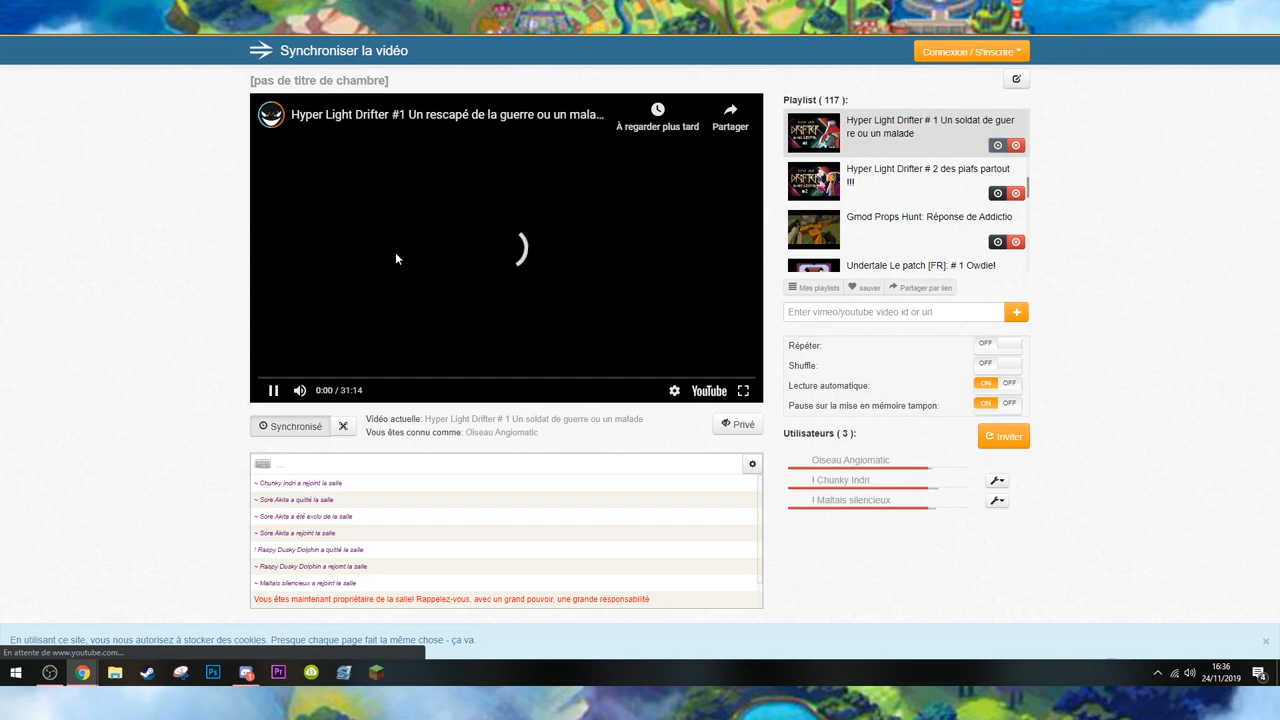 Synchroniser la vidéo
Connexion / S'inscrire
[pas de titre de chambre]
Hyper Light Drifter #1 Un rescapé de la guerre ou un mala...
À regarder plus tard
Partager
0:00 / 31:14
YouTube
Synchronisé
Vidéo actuelle: Hyper Light Drifter # 1 Un soldat de guerre ou un malade
Vous êtes connu comme: Oiseau Angiomatic
Privé
...
~ Chunky Indri a rejoint la salle
~ Sore Akita a quitté la salle
~ Sore Akita a été exclu de la salle
~ Sore Akita a rejoint la salle
! Raspy Dusky Dolphin a quitté la salle
~ Raspy Dusky Dolphin a rejoint la salle
~ Maltais silencieux a rejoint la salle
Vous êtes maintenant propriétaire de la salle! Rappelez-vous, avec un grand pouvoir, une grande responsabilité
Playlist ( 117 ):
Hyper Light Drifter # 1 Un soldat de guer
re ou un malade
Hyper Light Drifter # 2 des piafs partout
!!!
Gmod Props Hunt: Réponse de Addictio
Undertale Le patch [FR]: # 1 Owdie!
Mes playlists
sauver
Partager par lien
Enter vimeo/youtube video id or url
Répéter: OFF
Shuffle: OFF
Lecture automatique: ON OFF
Pause sur la mise en mémoire tampon: ON OFF
Utilisateurs ( 3 ):
Inviter
Oiseau Angiomatic
! Chunky Indri
! Maltais silencieux
En utilisant ce site, vous nous autorisez à stocker des cookies. Presque chaque page fait la même chose - ça va.
En attente de www.youtube.com...
16:36
24/11/2019